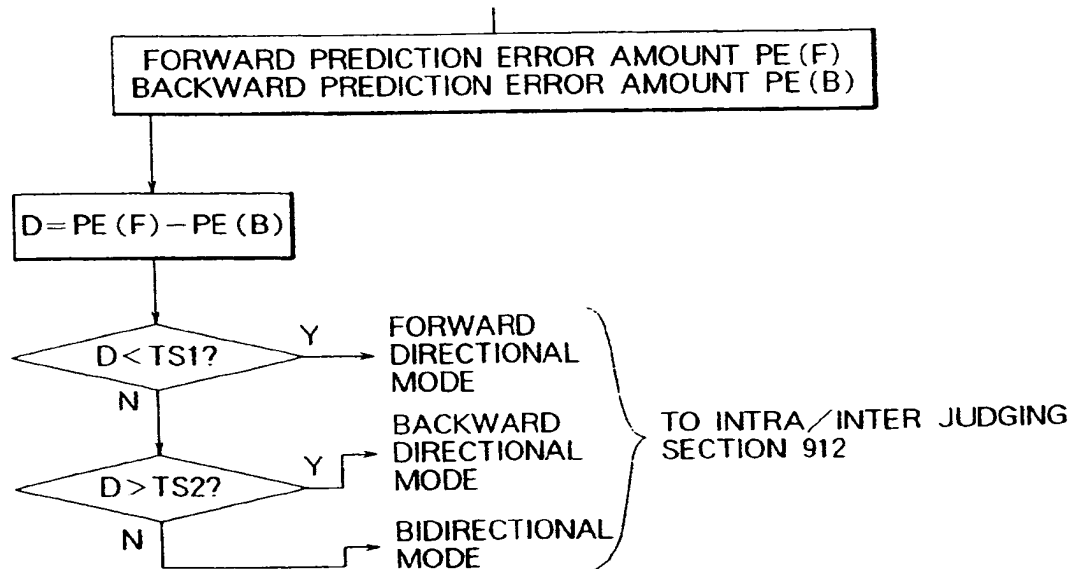 FORWARD PREDICTION ERROR AMOUNT PE(F)
BACKWARD PREDICTION ERROR AMOUNT PE(B)
D=PE(F)-PE(B)
D<TS1?
Y
FORWARD
DIRECTIONAL
MODE
N
D>TS2?
Y
BACKWARD
DIRECTIONAL
MODE
N
BIDIRECTIONAL
MODE
TO INTRA/INTER JUDGING
SECTION 912